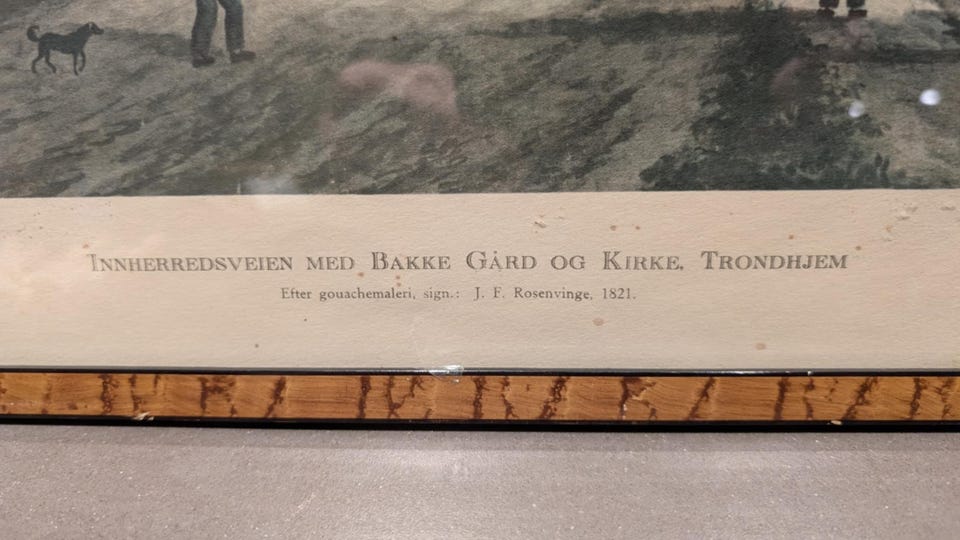 Innherredsveien med Bakke Gård og Kirke, Trondhjem
Efter gouachemaleri, sign.: J. F. Rosenvinge, 1821.